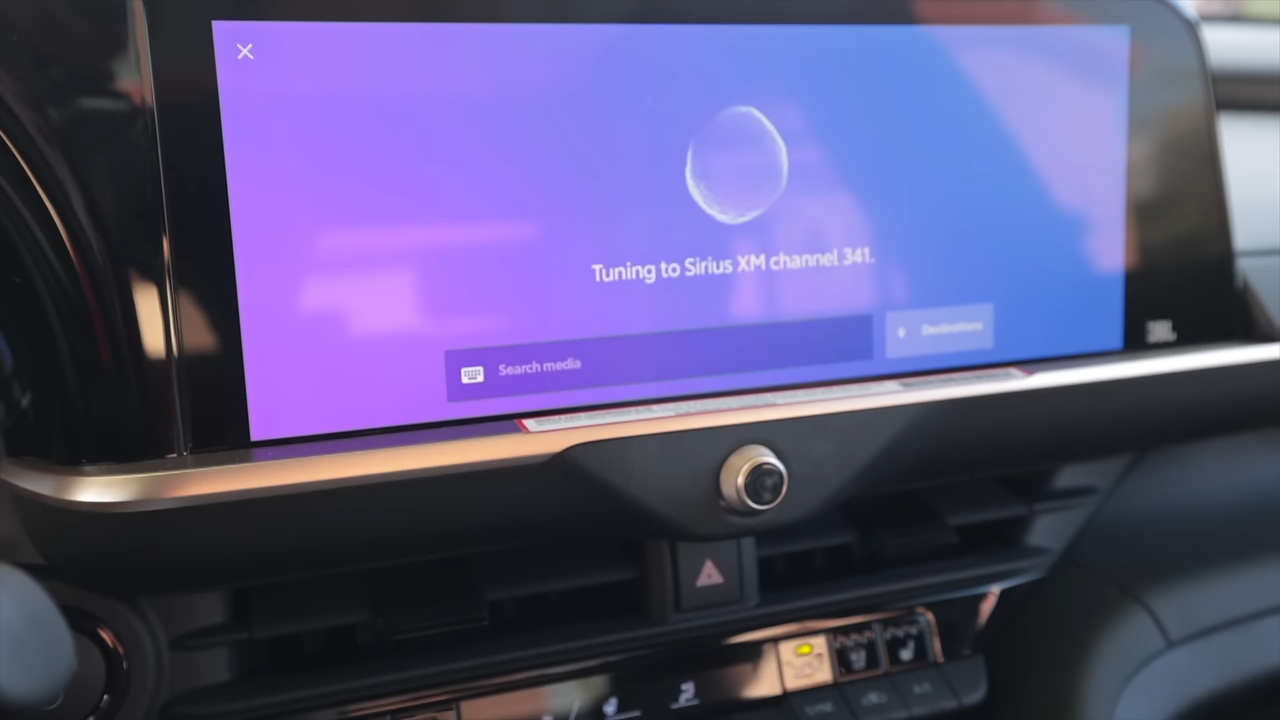 Tuning to Sirius XM channel 341.
Search media
Destinations
JBL